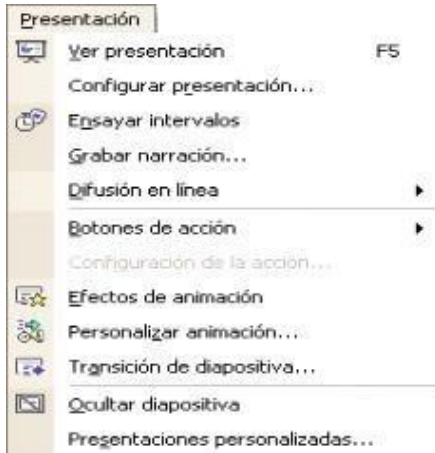 Presentación
Ver presentación F5
Configurar presentación...
Ensayar intervalos
Grabar narración...
Difusión en línea
Botones de acción
Configuración de la acción...
Efectos de animación
Personalizar animación...
Transición de diapositiva...
Ocultar diapositiva
Presentaciones personalizadas...